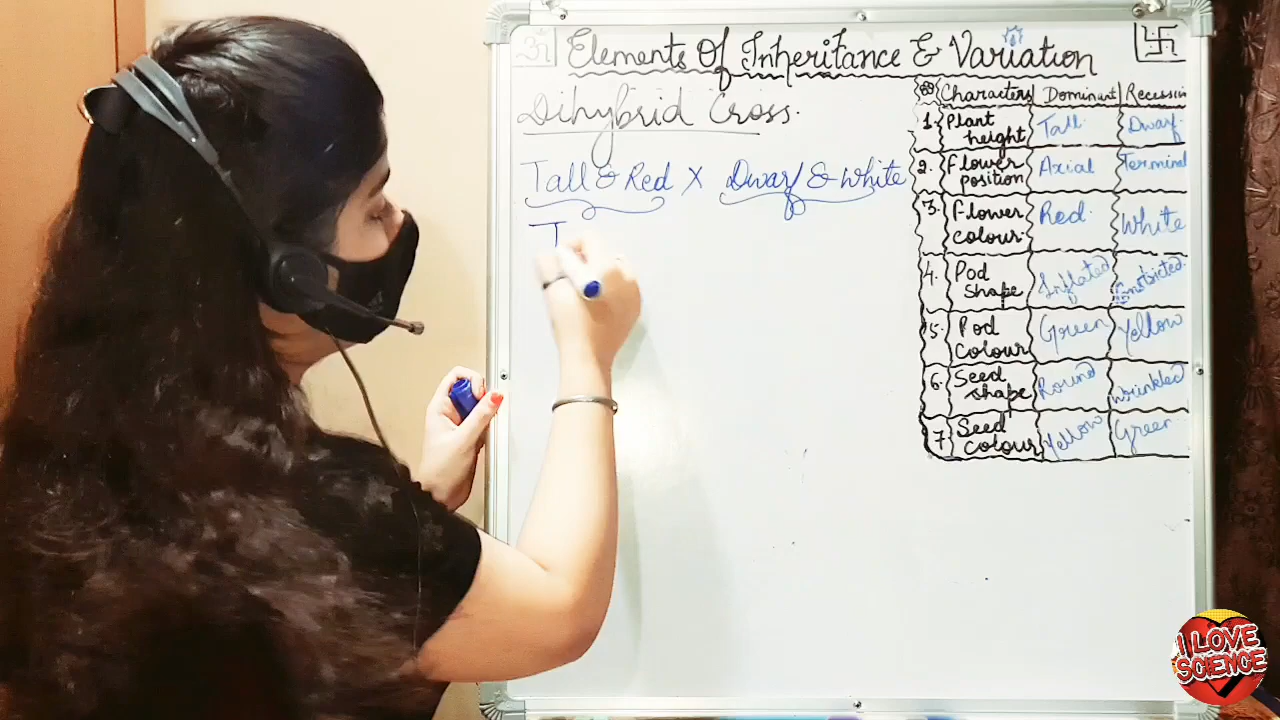 ॐ Elements Of Inheritance & Variation
Dihybrid Cross.
Tall & Red X Dwarf & White
T
Characters Dominant Recessiv
1. Plant height Tall. Dwarf.
2. Flower position Axial Terminal
3. Flower colour. Red. White
4. Pod shape Inflated Constricted.
5. Pod colour Green Yellow
6. Seed shape Round Wrinkled
7. Seed colour Yellow Green
I LOVE
SCIENCE